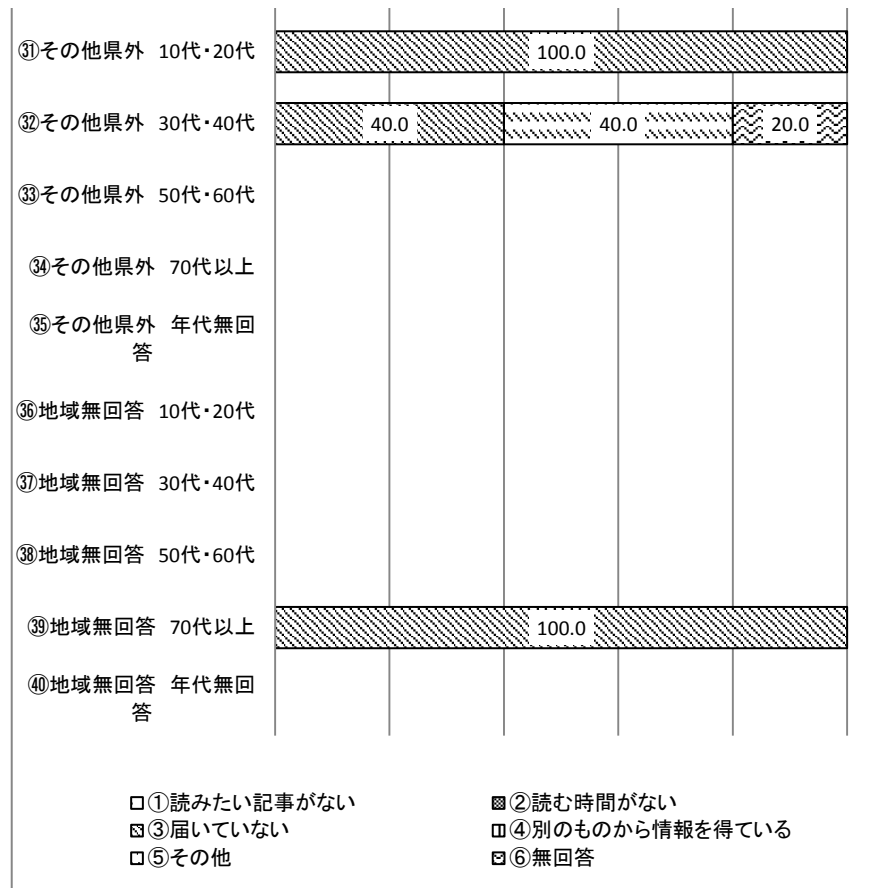 ㉛その他県外 10代・20代
100.0
㉜その他県外 30代・40代
40.0
40.0
20.0
㉝その他県外 50代・60代
㉞その他県外 70代以上
㉟その他県外 年代無回
答
㊱地域無回答 10代・20代
㊲地域無回答 30代・40代
㊳地域無回答 50代・60代
㊴地域無回答 70代以上
100.0
㊵地域無回答 年代無回
答
①読みたい記事がない
②読む時間がない
③届いていない
④別のものから情報を得ている
⑤その他
⑥無回答